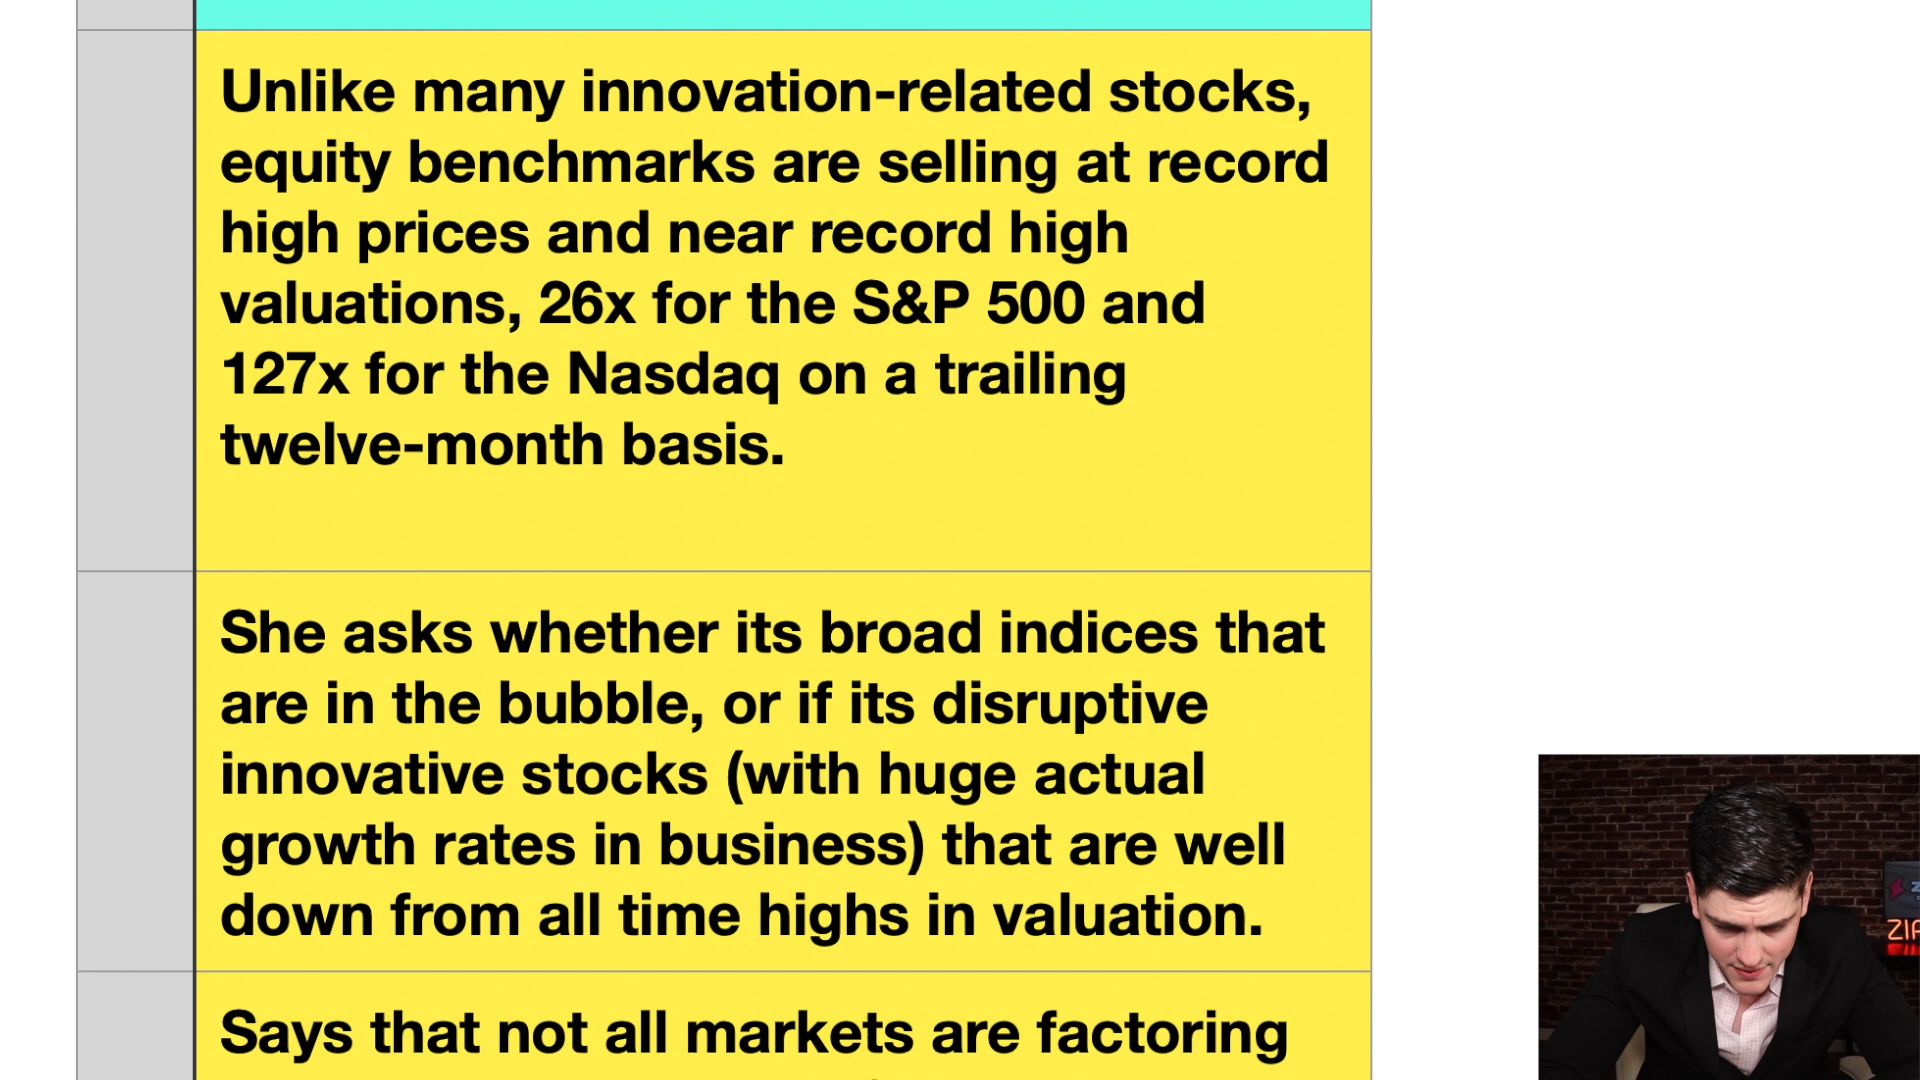 Unlike many innovation-related stocks,
equity benchmarks are selling at record
high prices and near record high
valuations, 26x for the S&P 500 and
127x for the Nasdaq on a trailing
twelve-month basis.
She asks whether its broad indices that
are in the bubble, or if its disruptive
innovative stocks (with huge actual
growth rates in business) that are well
down from all time highs in valuation.
Says that not all markets are factoring